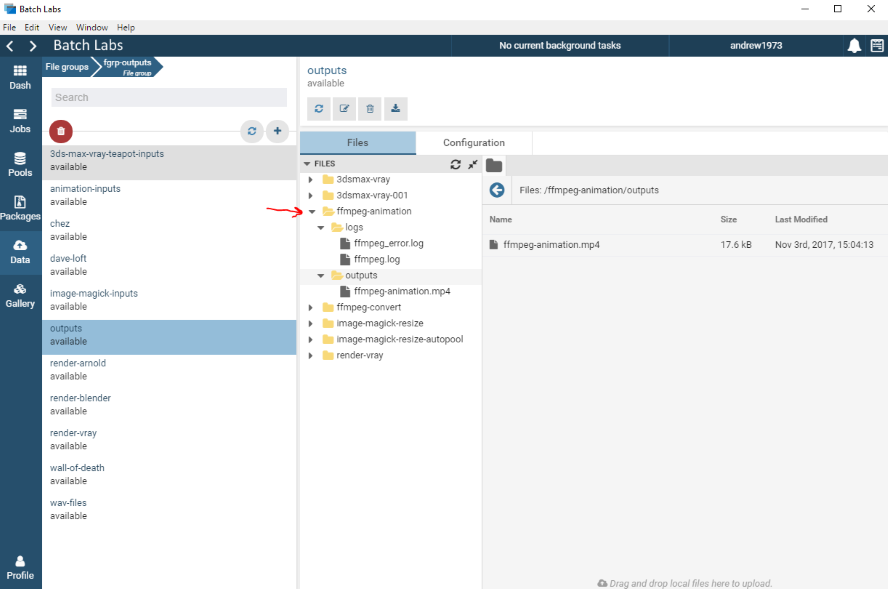 Batch Labs
File Edit View Window Help
Batch Labs
No current background tasks
andrew1973
Dash
Jobs
Pools
Packages
Data
Gallery
Profile
File groups
fgrp-outputs
File group
Search
3ds-max-vray-teapot-inputs
available
animation-inputs
available
chez
available
dave-loft
available
image-magick-inputs
available
outputs
available
render-arnold
available
render-blender
available
render-vray
available
wall-of-death
available
wav-files
available
outputs
available
Files Configuration
FILES
3dsmax-vray
3dsmax-vray-001
ffmpeg-animation
logs
ffmpeg_error.log
ffmpeg.log
outputs
ffmpeg-animation.mp4
ffmpeg-convert
image-magick-resize
image-magick-resize-autopool
render-vray
Files: /ffmpeg-animation/outputs
Name Size Last Modified
ffmpeg-animation.mp4 17.6 kB Nov 3rd, 2017, 15:04:13
Drag and drop local files here to upload.